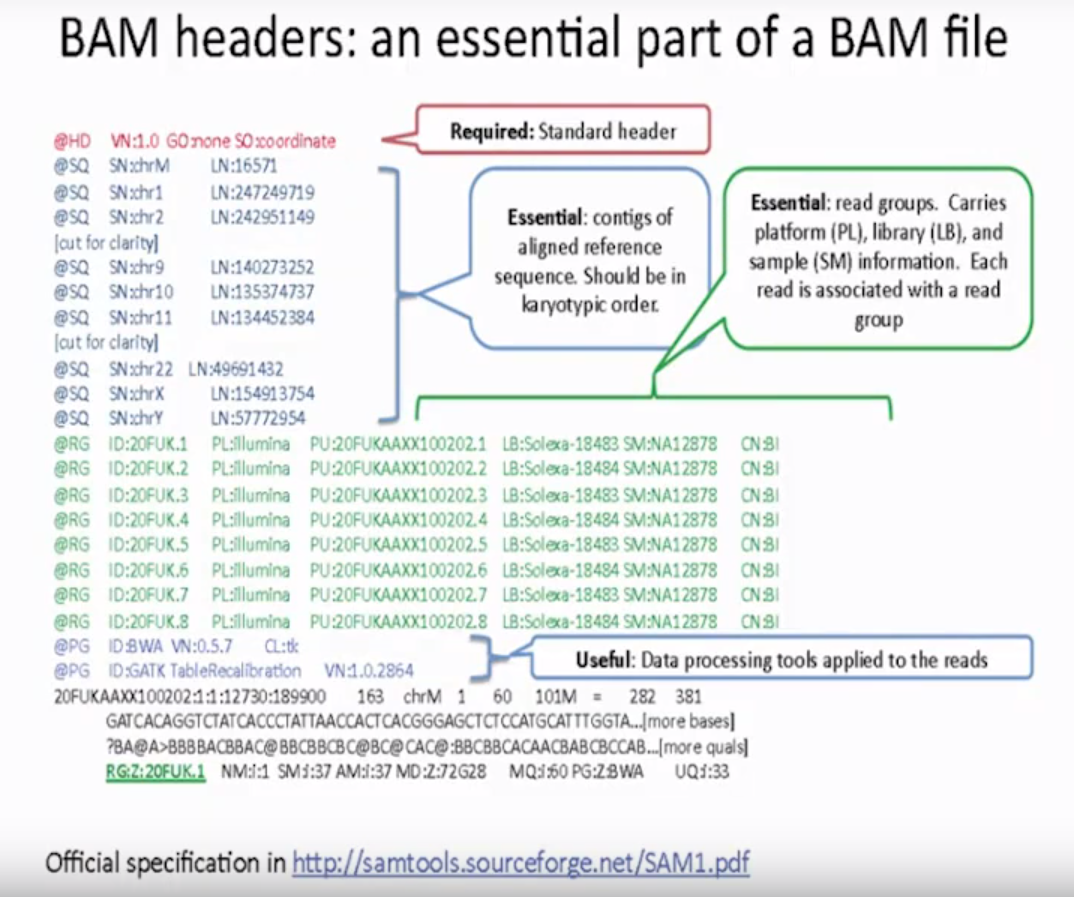 BAM headers: an essential part of a BAM file
@HD VN:1.0 GO:none SO:coordinate
Required: Standard header
@SQ SN:chrM LN:16571
@SQ SN:chr1 LN:247249719
@SQ SN:chr2 LN:242951149
[cut for clarity]
@SQ SN:chr9 LN:140273252
@SQ SN:chr10 LN:135374737
@SQ SN:chr11 LN:134452384
[cut for clarity]
@SQ SN:chr22 LN:49691432
@SQ SN:chrX LN:154913754
@SQ SN:chrY LN:57772954
Essential: contigs of
aligned reference
sequence. Should be in
karyotypic order.
Essential: read groups. Carries
platform (PL), library (LB), and
sample (SM) information. Each
read is associated with a read
group
@RG ID:20FUK.1 PL:illumina PU:20FUKAAXX100202.1 LB:Solexa-18483 SM:NA12878 CN:BI
@RG ID:20FUK.2 PL:illumina PU:20FUKAAXX100202.2 LB:Solexa-18484 SM:NA12878 CN:BI
@RG ID:20FUK.3 PL:illumina PU:20FUKAAXX100202.3 LB:Solexa-18483 SM:NA12878 CN:BI
@RG ID:20FUK.4 PL:illumina PU:20FUKAAXX100202.4 LB:Solexa-18484 SM:NA12878 CN:BI
@RG ID:20FUK.5 PL:illumina PU:20FUKAAXX100202.5 LB:Solexa-18483 SM:NA12878 CN:BI
@RG ID:20FUK.6 PL:illumina PU:20FUKAAXX100202.6 LB:Solexa-18484 SM:NA12878 CN:BI
@RG ID:20FUK.7 PL:illumina PU:20FUKAAXX100202.7 LB:Solexa-18483 SM:NA12878 CN:BI
@RG ID:20FUK.8 PL:illumina PU:20FUKAAXX100202.8 LB:Solexa-18484 SM:NA12878 CN:BI
@PG ID:BWA VN:0.5.7 CL:tk
@PG ID:GATK TableRecalibration VN:1.0.2864
Useful: Data processing tools applied to the reads
20FUKAAXX100202:1:1:12730:189900 163 chrM 1 60 101M = 282 381
GATCACAGGTCTATCACCCTATTAACCACTCACGGGAGCTCTCCATGCATTTGGTA...[more bases]
?BA@A>BBBBACBBAC@BBCBBCBC@BC@CAC@:BBCBBCACAACBABCBCCAB...[more quals]
RG:Z:20FUK.1 NM:i:1 SM:i:37 AM:i:37 MD:Z:72G28 MQ:i:60 PG:Z:BWA UQ:i:33
Official specification in http://samtools.sourceforge.net/SAM1.pdf